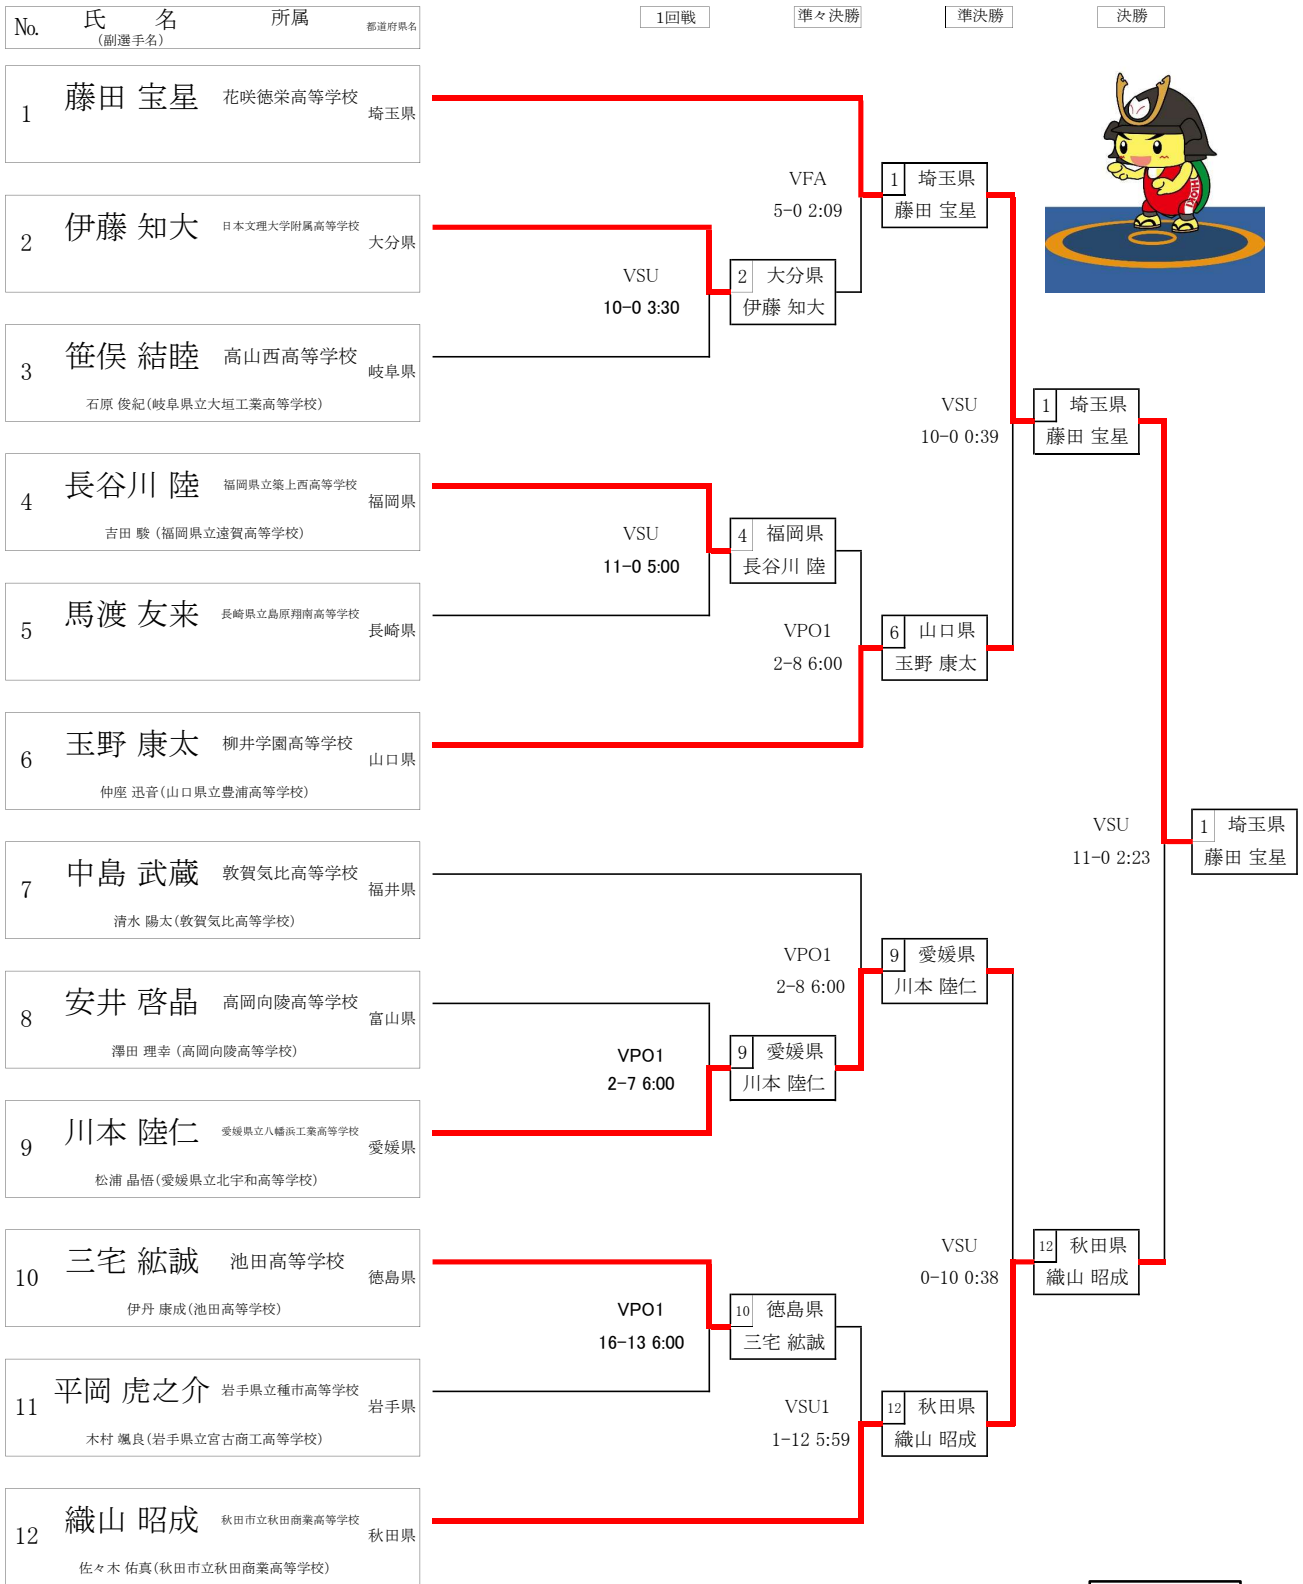 No. 氏 名 所属 都道府県名 1回戦 準々決勝 準決勝 決勝
(副選手名)
1 藤田 宝星 花咲徳栄高等学校 埼玉県
VFA
5-0 2:09
1 埼玉県
藤田 宝星
2 伊藤 知大 日本文理大学附属高等学校 大分県
VSU
10-0 3:30
2 大分県
伊藤 知大
3 笹俣 結睦 高山西高等学校 岐阜県
石原 俊紀(岐阜県立大垣工業高等学校)
VSU
10-0 0:39
1 埼玉県
藤田 宝星
4 長谷川 陸 福岡県立築上西高等学校 福岡県
吉田 駿 (福岡県立遠賀高等学校)
VSU
11-0 5:00
4 福岡県
長谷川 陸
5 馬渡 友来 長崎県立島原翔南高等学校 長崎県
VPO1
2-8 6:00
6 山口県
玉野 康太
6 玉野 康太 柳井学園高等学校 山口県
仲座 迅音(山口県立豊浦高等学校)
VSU
11-0 2:23
1 埼玉県
藤田 宝星
7 中島 武蔵 敦賀気比高等学校 福井県
清水 陽太(敦賀気比高等学校)
VPO1
2-8 6:00
9 愛媛県
川本 陸仁
8 安井 啓晶 高岡向陵高等学校 富山県
澤田 理幸 (高岡向陵高等学校)
VPO1
2-7 6:00
9 愛媛県
川本 陸仁
9 川本 陸仁 愛媛県立八幡浜工業高等学校 愛媛県
松浦 晶悟(愛媛県立北宇和高等学校)
VSU
0-10 0:38
12 秋田県
織山 昭成
10 三宅 紘誠 池田高等学校 徳島県
伊丹 康成(池田高等学校)
VPO1
16-13 6:00
10 徳島県
三宅 紘誠
11 平岡 虎之介 岩手県立種市高等学校 岩手県
木村 颯良(岩手県立宮古商工高等学校)
VSU1
1-12 5:59
12 秋田県
織山 昭成
12 織山 昭成 秋田市立秋田商業高等学校 秋田県
佐々木 佑真(秋田市立秋田商業高等学校)